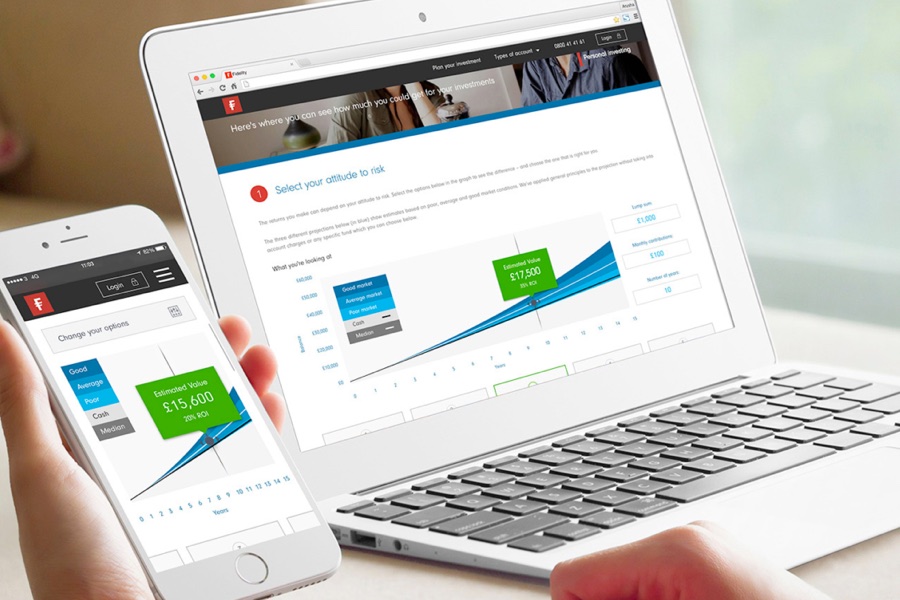 Fidelity
Plan your investment
Types of account
0800 41 41 61
Login
Personal Investing
Here's where you can see how much you could get for your investments
1
Select your attitude to risk
The returns you make can depend on your attitude to risk. Select the options below in the graph to see the difference – and choose the one that is right for you.
The three different projections below (in blue) show estimates based on poor, average and good market conditions. We've applied general principles to the projection without taking into
account charges or any specific fund which you can choose below.
What you're looking at
£60,000
£50,000
£40,000
£30,000
£20,000
£10,000
£0
Balance
Good market
Average market
Poor market
Cash
Median
Estimated Value
£17,500
35% ROI
0 1 2 3 4 5 6 7 8 9 10 11 12 13 14 15
Years
Lump sum
£1,000
Monthly contributions
£100
Number of years
10
4G
11:03
82%
Login
Change your options
Good
Average
Poor
Cash
Median
Estimated Value
£15,600
20% ROI
0 1 2 3 4 5 6 7 8 9 10 11 12 13 14 15
Years